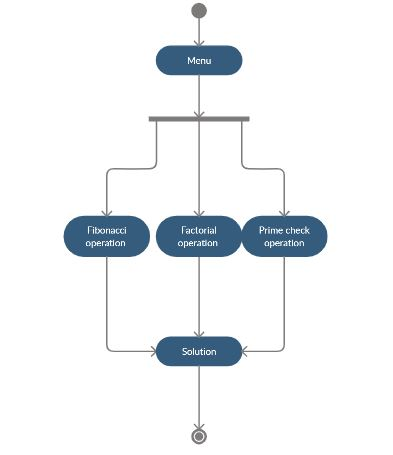 Menu
Fibonacci
operation
Factorial
operation
Prime check
operation
Solution